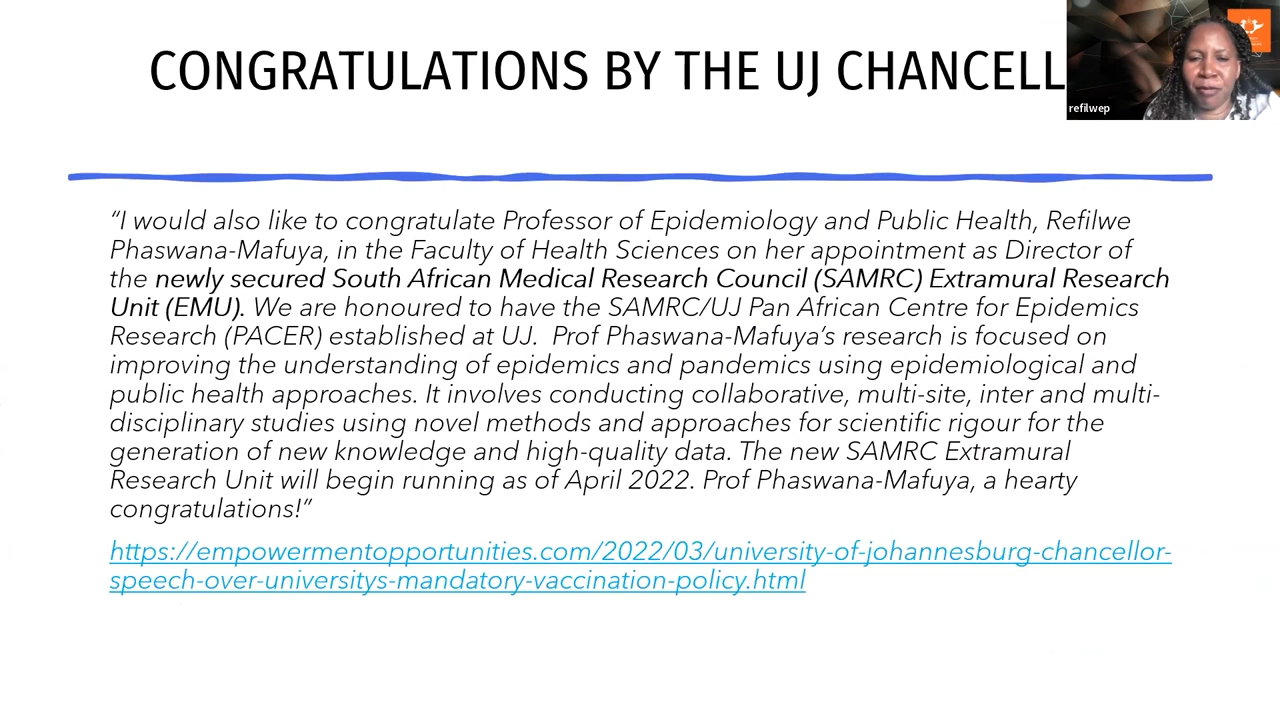 CONGRATULATIONS BY THE UJ CHANCELL
refilwep
“I would also like to congratulate Professor of Epidemiology and Public Health, Refilwe
Phaswana-Mafuya, in the Faculty of Health Sciences on her appointment as Director of
the newly secured South African Medical Research Council (SAMRC) Extramural Research
Unit (EMU). We are honoured to have the SAMRC/UJ Pan African Centre for Epidemics
Research (PACER) established at UJ.  Prof Phaswana-Mafuya’s research is focused on
improving the understanding of epidemics and pandemics using epidemiological and
public health approaches. It involves conducting collaborative, multi-site, inter and multi-
disciplinary studies using novel methods and approaches for scientific rigour for the
generation of new knowledge and high-quality data. The new SAMRC Extramural
Research Unit will begin running as of April 2022. Prof Phaswana-Mafuya, a hearty
congratulations!”
https://empowermentopportunities.com/2022/03/university-of-johannesburg-chancellor-
speech-over-universitys-mandatory-vaccination-policy.html